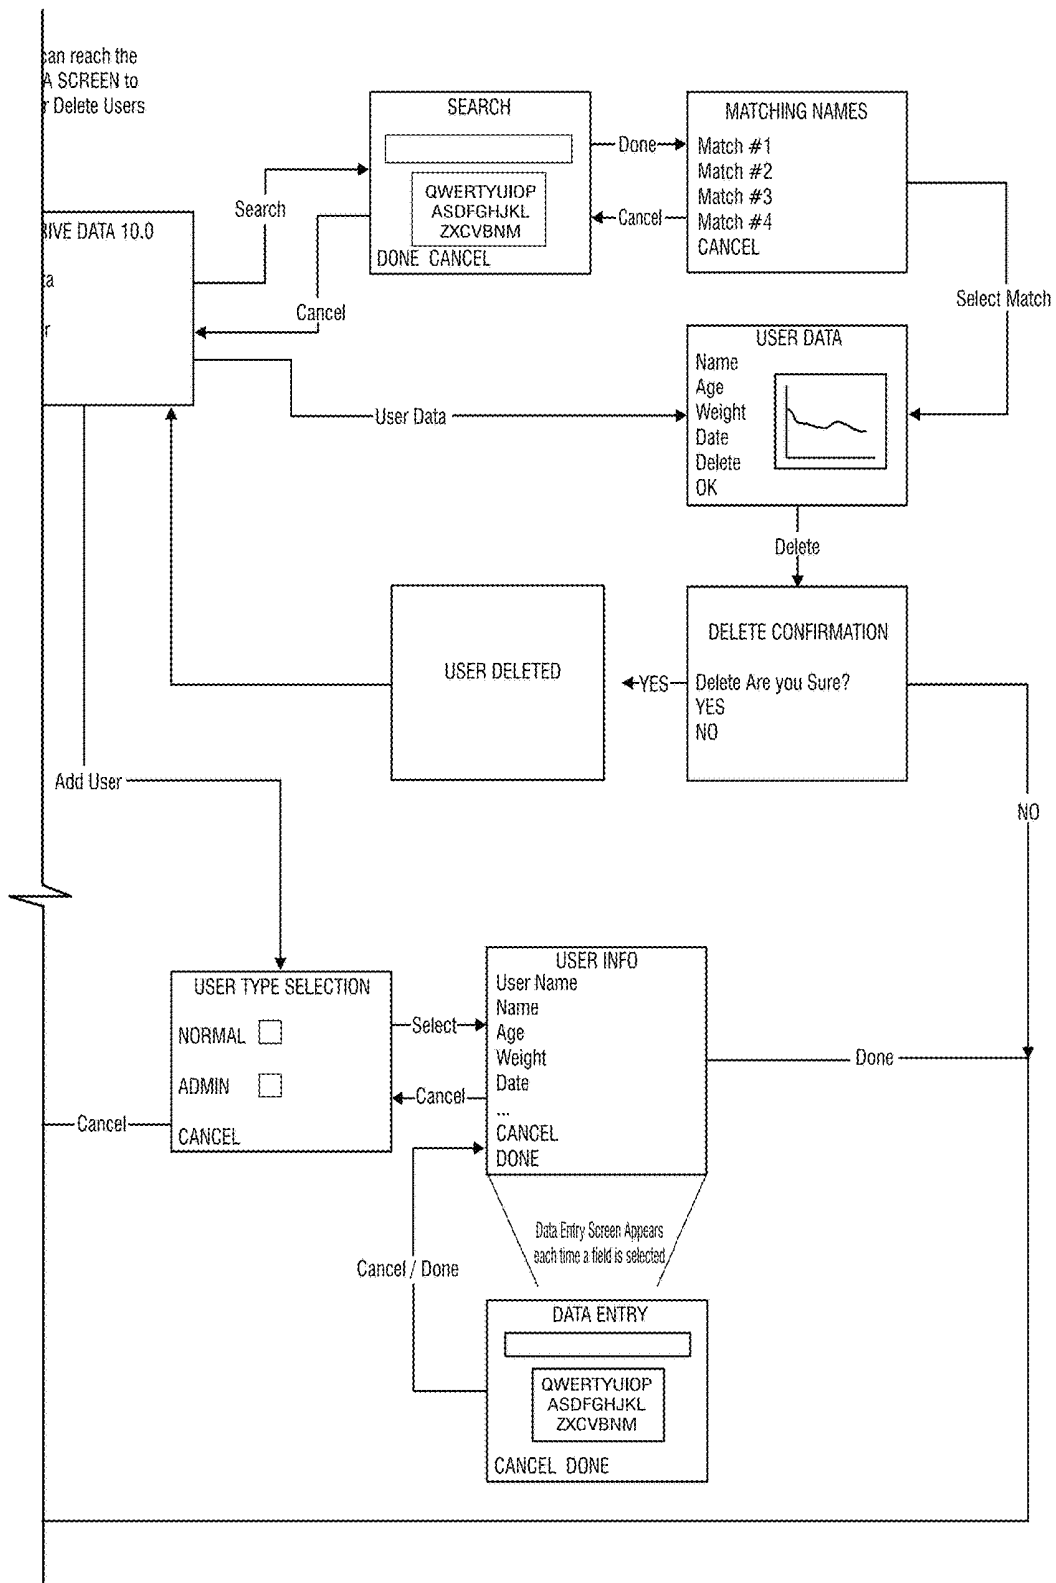 can reach the
A SCREEN to
r Delete Users
SEARCH
QWERTYUIOP
ASDFGHJKL
ZXCVBNM
DONE CANCEL
Done
Cancel
MATCHING NAMES
Match #1
Match #2
Match #3
Match #4
CANCEL
Search
Cancel
Select Match
IVE DATA 10.0
ta
r
User Data
USER DATA
Name
Age
Weight
Date
Delete
OK
Delete
USER DELETED
YES
DELETE CONFIRMATION
Delete Are you Sure?
YES
NO
Add User
NO
USER TYPE SELECTION
NORMAL
ADMIN
CANCEL
Select
Cancel
Cancel
USER INFO
User Name
Name
Age
Weight
Date
...
CANCEL
DONE
Done
Data Entry Screen Appears
each time a field is selected
Cancel / Done
DATA ENTRY
QWERTYUIOP
ASDFGHJKL
ZXCVBNM
CANCEL DONE